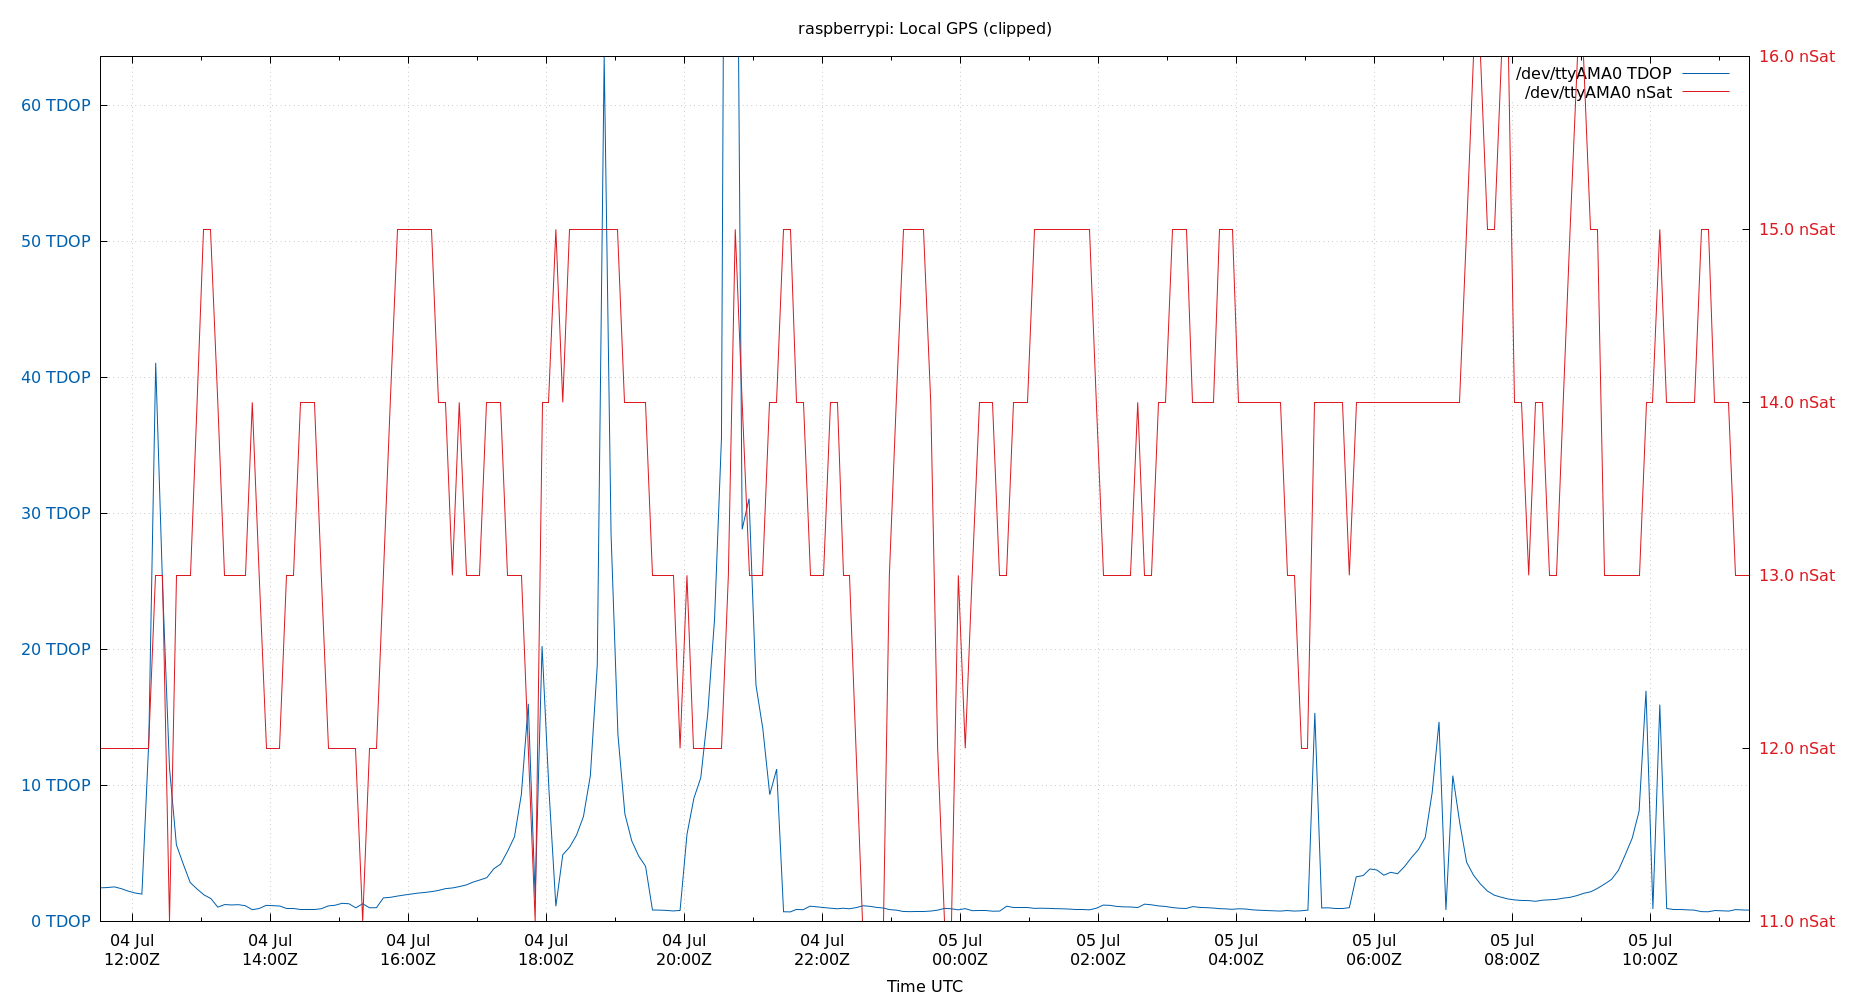 raspberrypi: Local GPS (clipped)
/dev/ttyAMA0 TDOP
/dev/ttyAMA0 nSat
60 TDOP
50 TDOP
40 TDOP
30 TDOP
20 TDOP
10 TDOP
0 TDOP
16.0 nSat
15.0 nSat
14.0 nSat
13.0 nSat
12.0 nSat
11.0 nSat
04 Jul
12:00Z
04 Jul
14:00Z
04 Jul
16:00Z
04 Jul
18:00Z
04 Jul
20:00Z
04 Jul
22:00Z
05 Jul
00:00Z
05 Jul
02:00Z
05 Jul
04:00Z
05 Jul
06:00Z
05 Jul
08:00Z
05 Jul
10:00Z
Time UTC